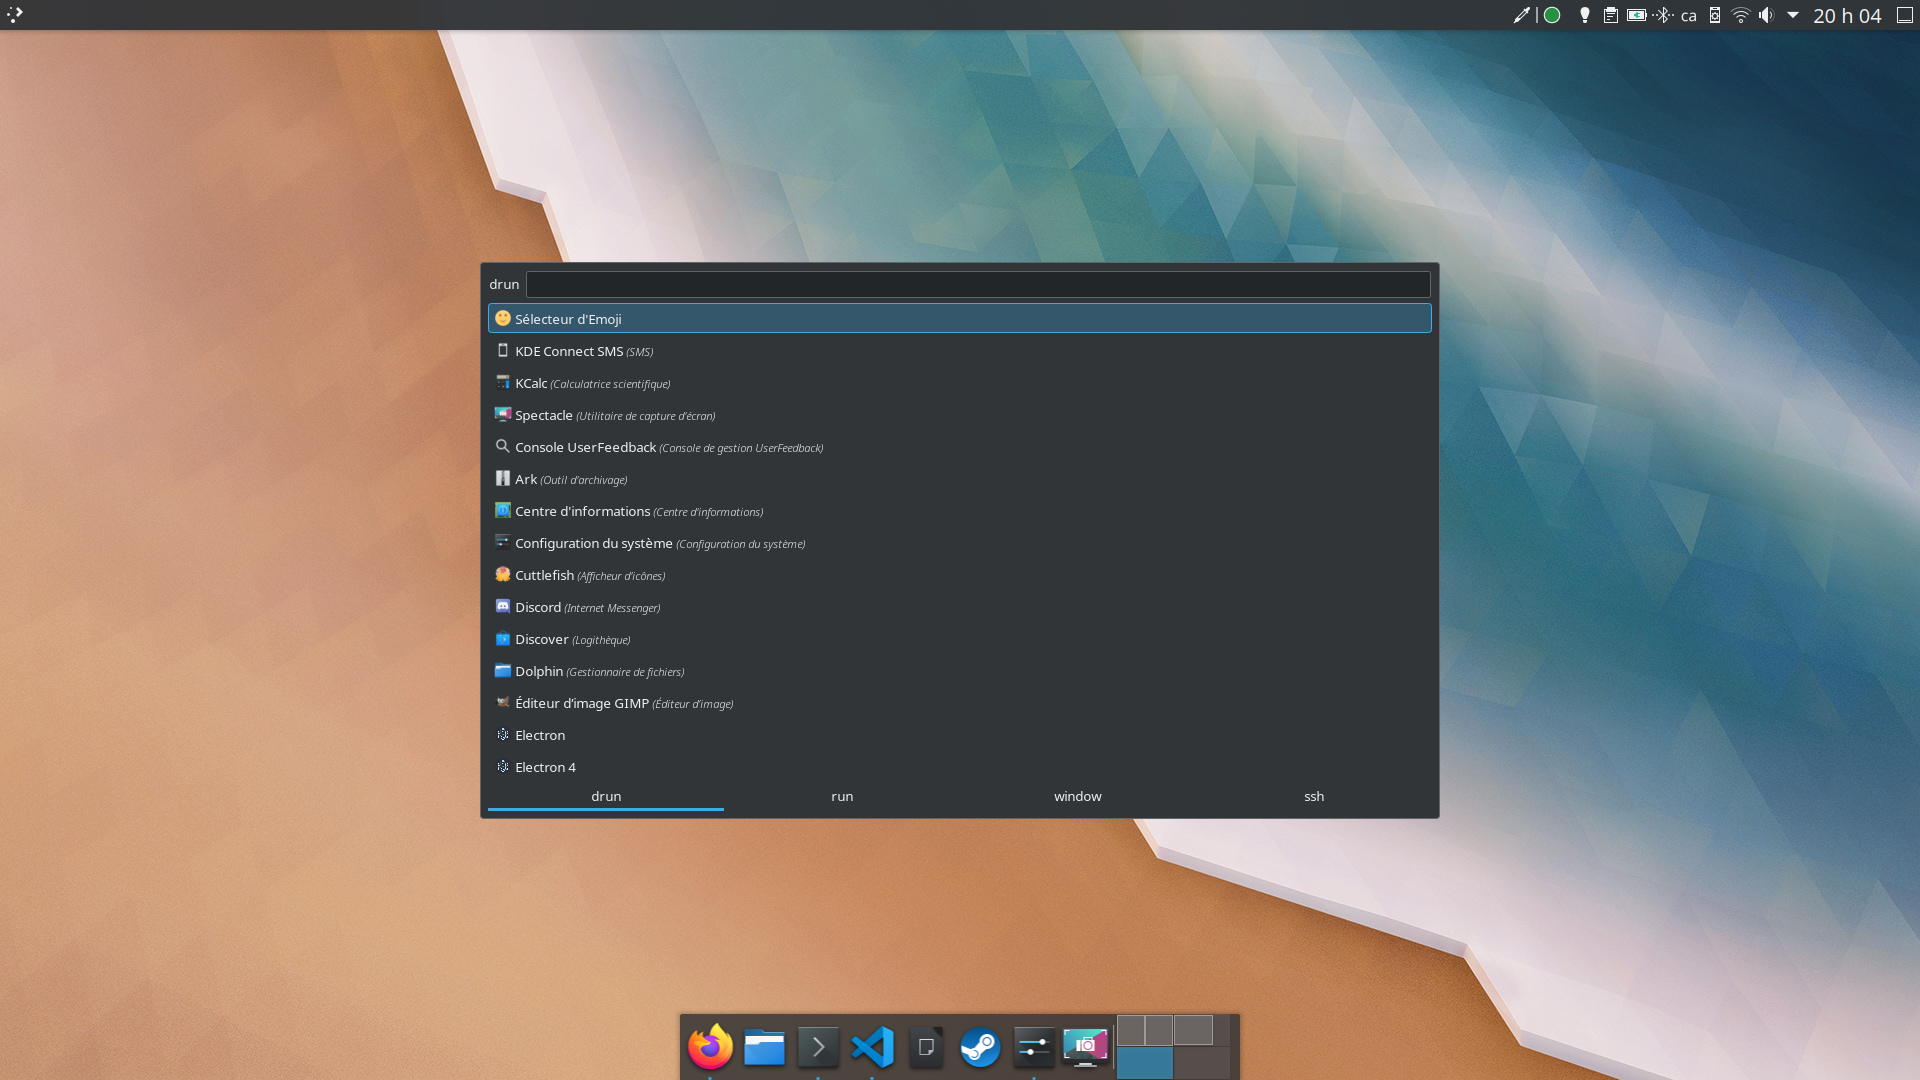 ca 20 h 04
drun
Sélecteur d'Emoji
KDE Connect SMS (SMS)
KCalc (Calculatrice scientifique)
Spectacle (Utilitaire de capture d'écran)
Console UserFeedback (Console de gestion UserFeedback)
Ark (Outil d'archivage)
Centre d'informations (Centre d'informations)
Configuration du système (Configuration du système)
Cuttlefish (Afficheur d'icônes)
Discord (Internet Messenger)
Discover (Logithèque)
Dolphin (Gestionnaire de fichiers)
Éditeur d'image GIMP (Éditeur d'image)
Electron
Electron 4
drun run window ssh